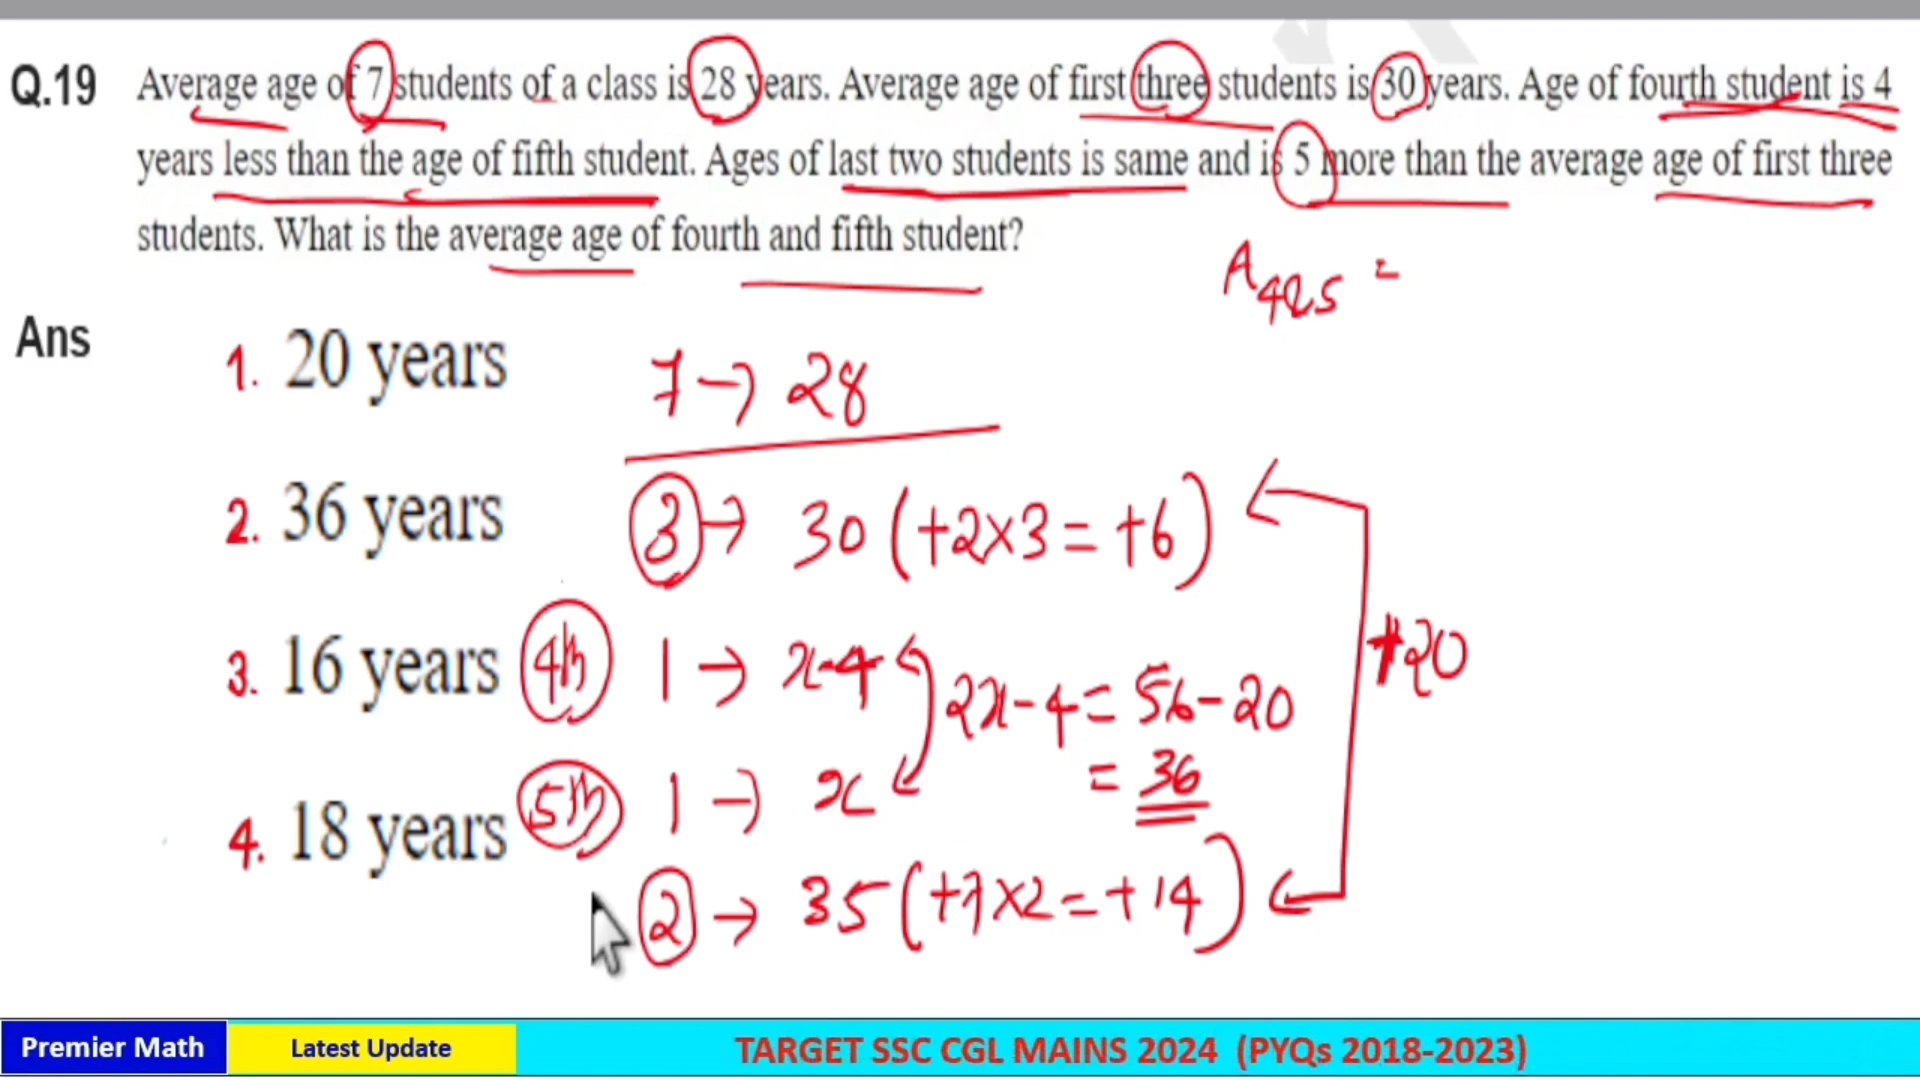 Q.19 Average age of 7 students of a class is 28 years. Average age of first three students is 30 years. Age of fourth student is 4
years less than the age of fifth student. Ages of last two students is same and is 5 more than the average age of first three
students. What is the average age of fourth and fifth student?
A4&5 =
Ans
1. 20 years
7 → 28
2. 36 years
3 → 30 (+2×3 = +6)
3. 16 years
4th 1 → x-4
2x-4 = 56-20
+20
= 36
4. 18 years
5th 1 → x
2 → 35 (+7×2 = +14)
Premier Math
Latest Update
TARGET SSC CGL MAINS 2024 (PYQs 2018-2023)